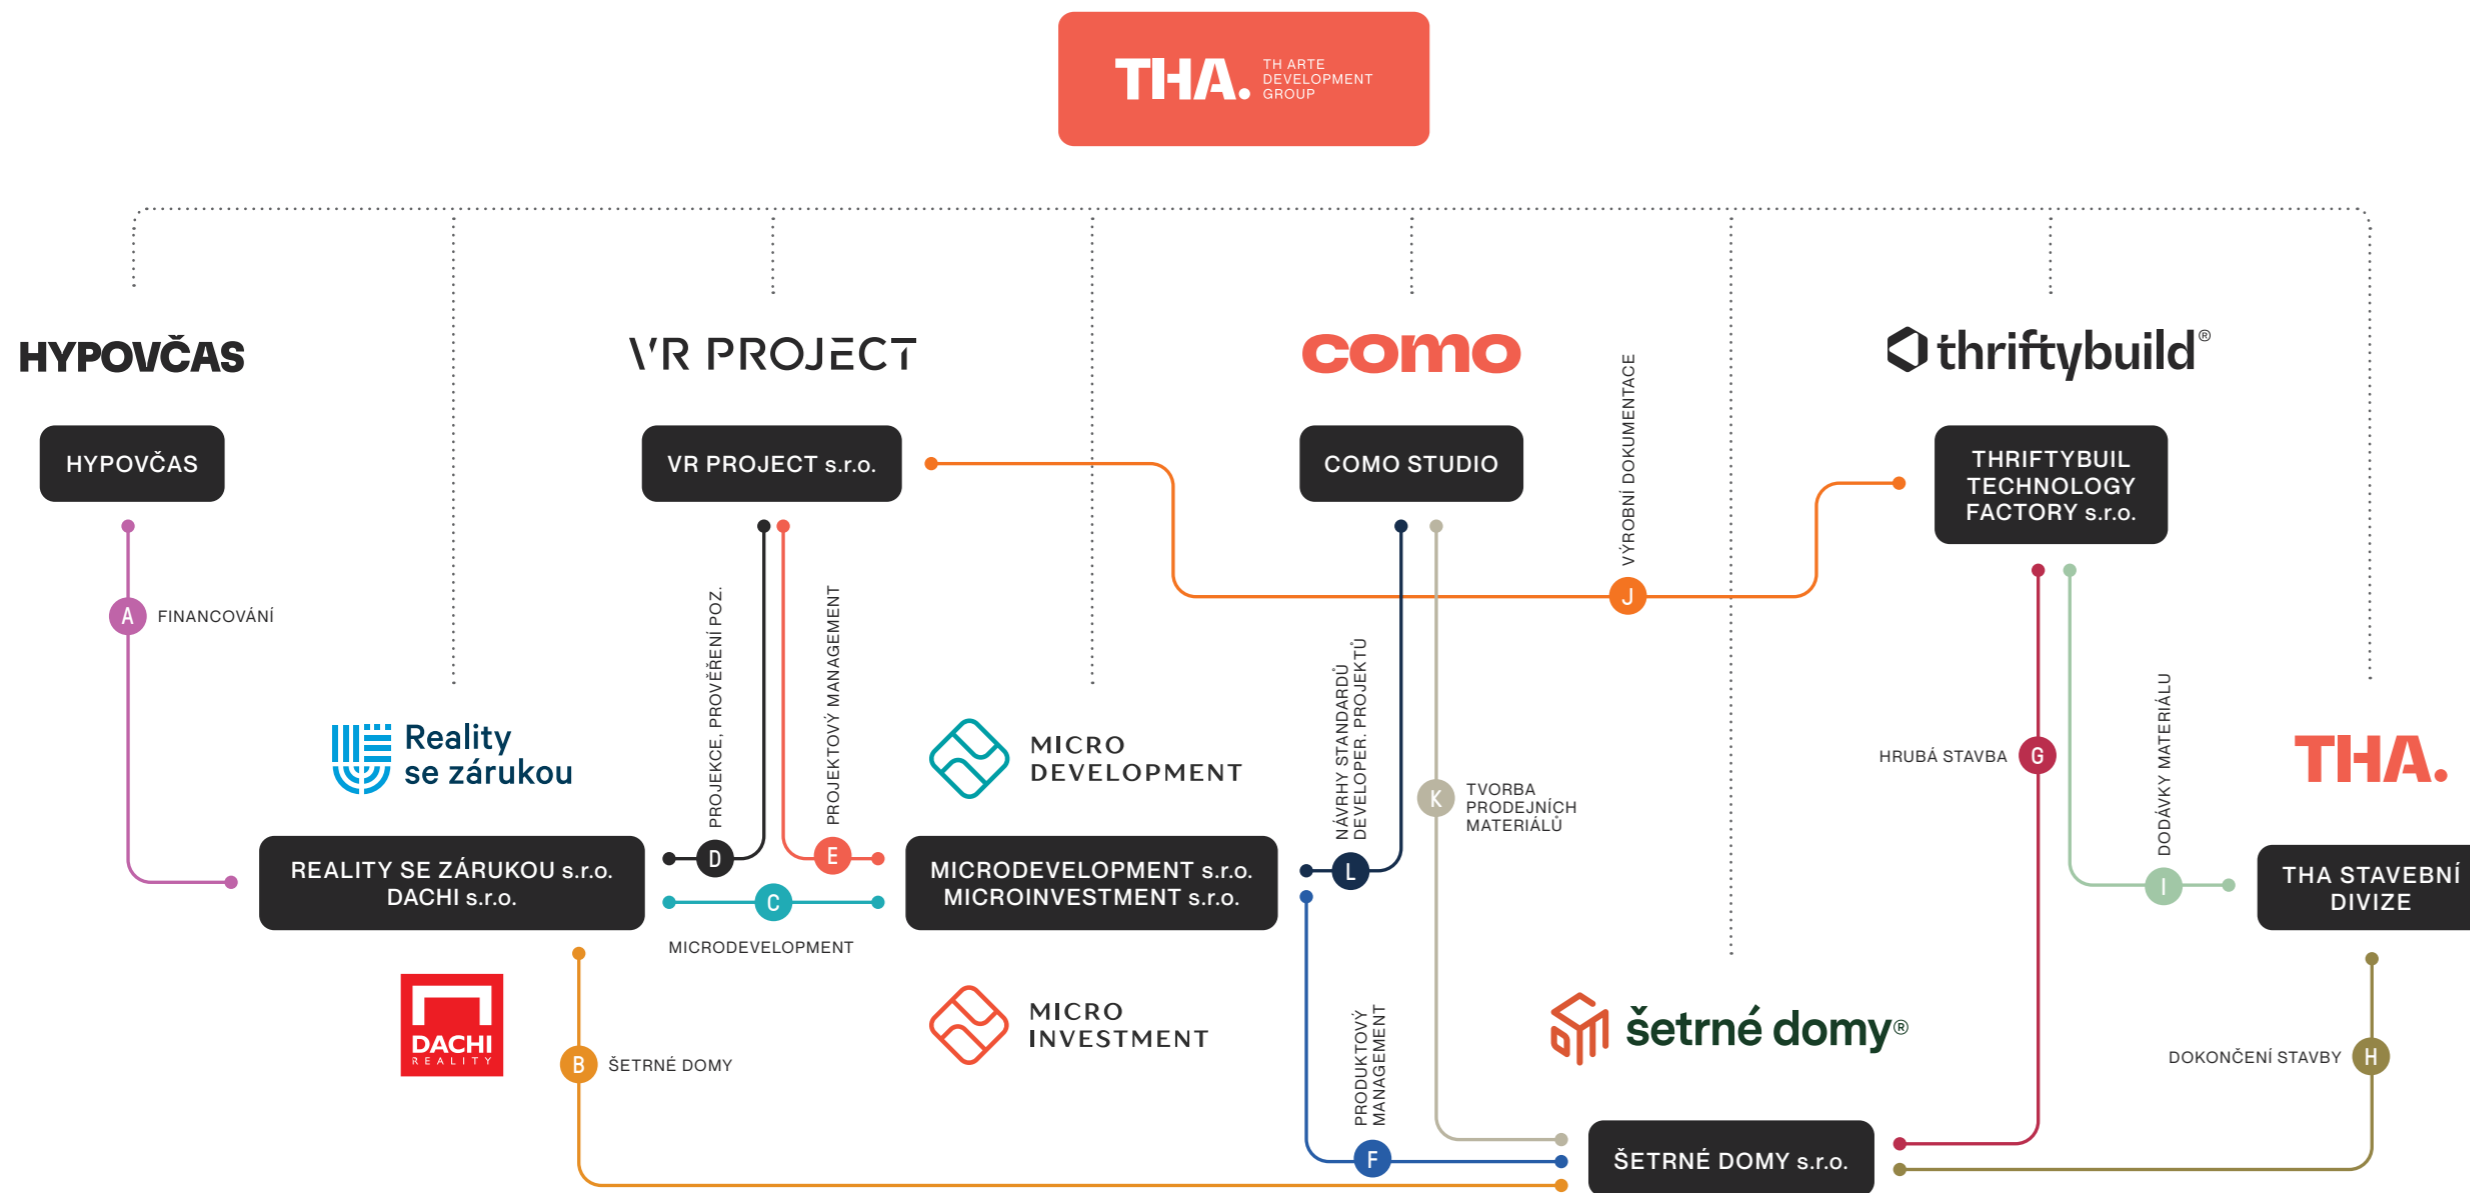 THA.
TH ARTE
DEVELOPMENT
GROUP
HYPOVČAS
VR PROJECT
como
thriftybuild®
HYPOVČAS
VR PROJECT s.r.o.
COMO STUDIO
THRIFTYBUIL
TECHNOLOGY
FACTORY s.r.o.
VÝROBNÍ DOKUMENTACE
J
A
FINANCOVÁNÍ
PROJEKCE, PROVĚŘENÍ POZ.
PROJEKTOVÝ MANAGEMENT
NÁVRHY STANDARDŮ
DEVELOPER. PROJEKTŮ
DODÁVKY MATERIÁLU
Reality
se zárukou
MICRO
DEVELOPMENT
K
TVORBA
PRODEJNÍCH
MATERIÁLŮ
HRUBÁ STAVBA
G
THA.
REALITY SE ZÁRUKOU s.r.o.
DACHI s.r.o.
D
E
C
MICRODEVELOPMENT
MICRODEVELOPMENT s.r.o.
MICROINVESTMENT s.r.o.
L
I
THA STAVEBNÍ
DIVIZE
DACHI
REALITY
B
ŠETRNÉ DOMY
MICRO
INVESTMENT
PRODUKTOVÝ
MANAGEMENT
F
šetrné domy®
DOKONČENÍ STAVBY
H
ŠETRNÉ DOMY s.r.o.